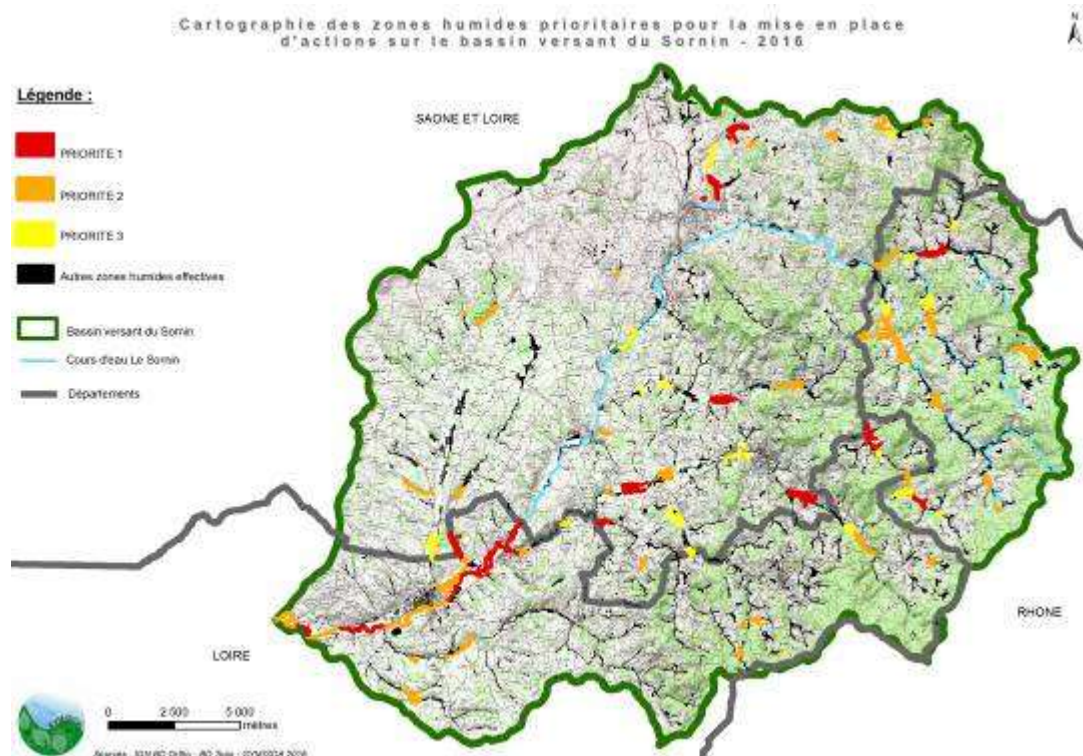 Cartographie des zones humides prioritaires pour la mise en place
d'actions sur le bassin versant du Sornin - 2016
N
Légende :
SAONE ET LOIRE
PRIORITE 1
PRIORITE 2
PRIORITE 3
Autres zones humides effectives
Bassin versant du Sornin
Cours d'eau Le Sornin
Départements
RHONE
LOIRE
0 2 500 5 000
mètres
2016